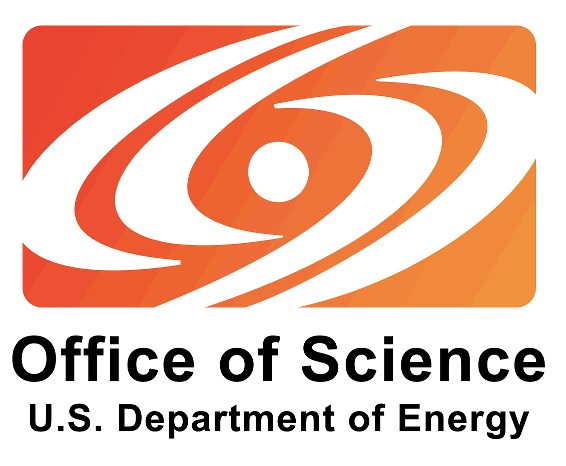 Office of Science
U.S. Department of Energy